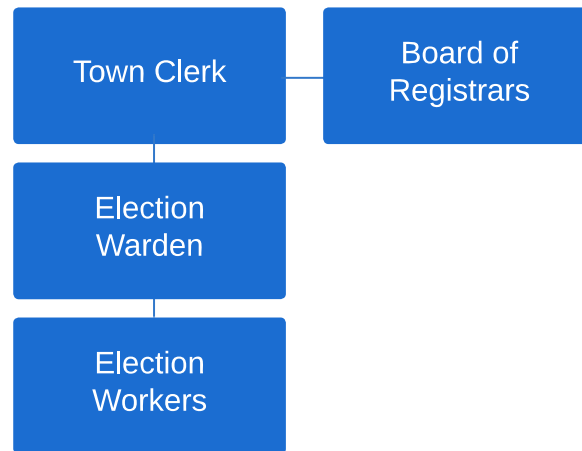 Town Clerk
Board of
Registrars
Election
Warden
Election
Workers